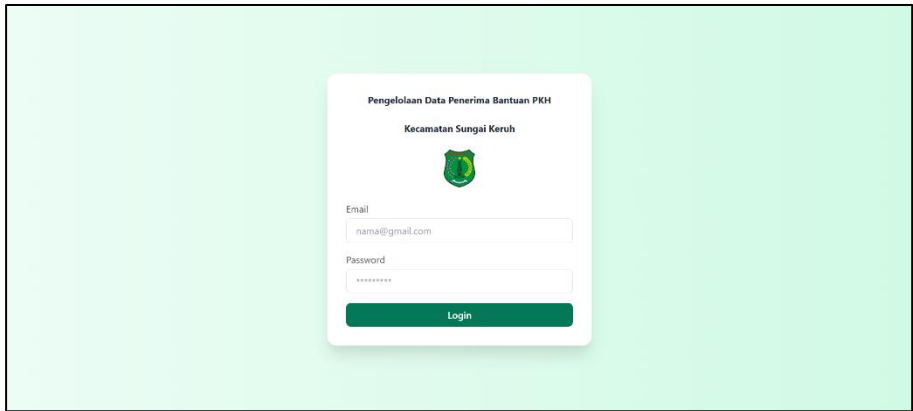 Pengelolaan Data Penerima Bantuan PKH
Kecamatan Sungai Keruh
Email
nama@gmail.com
Password
*********
Login